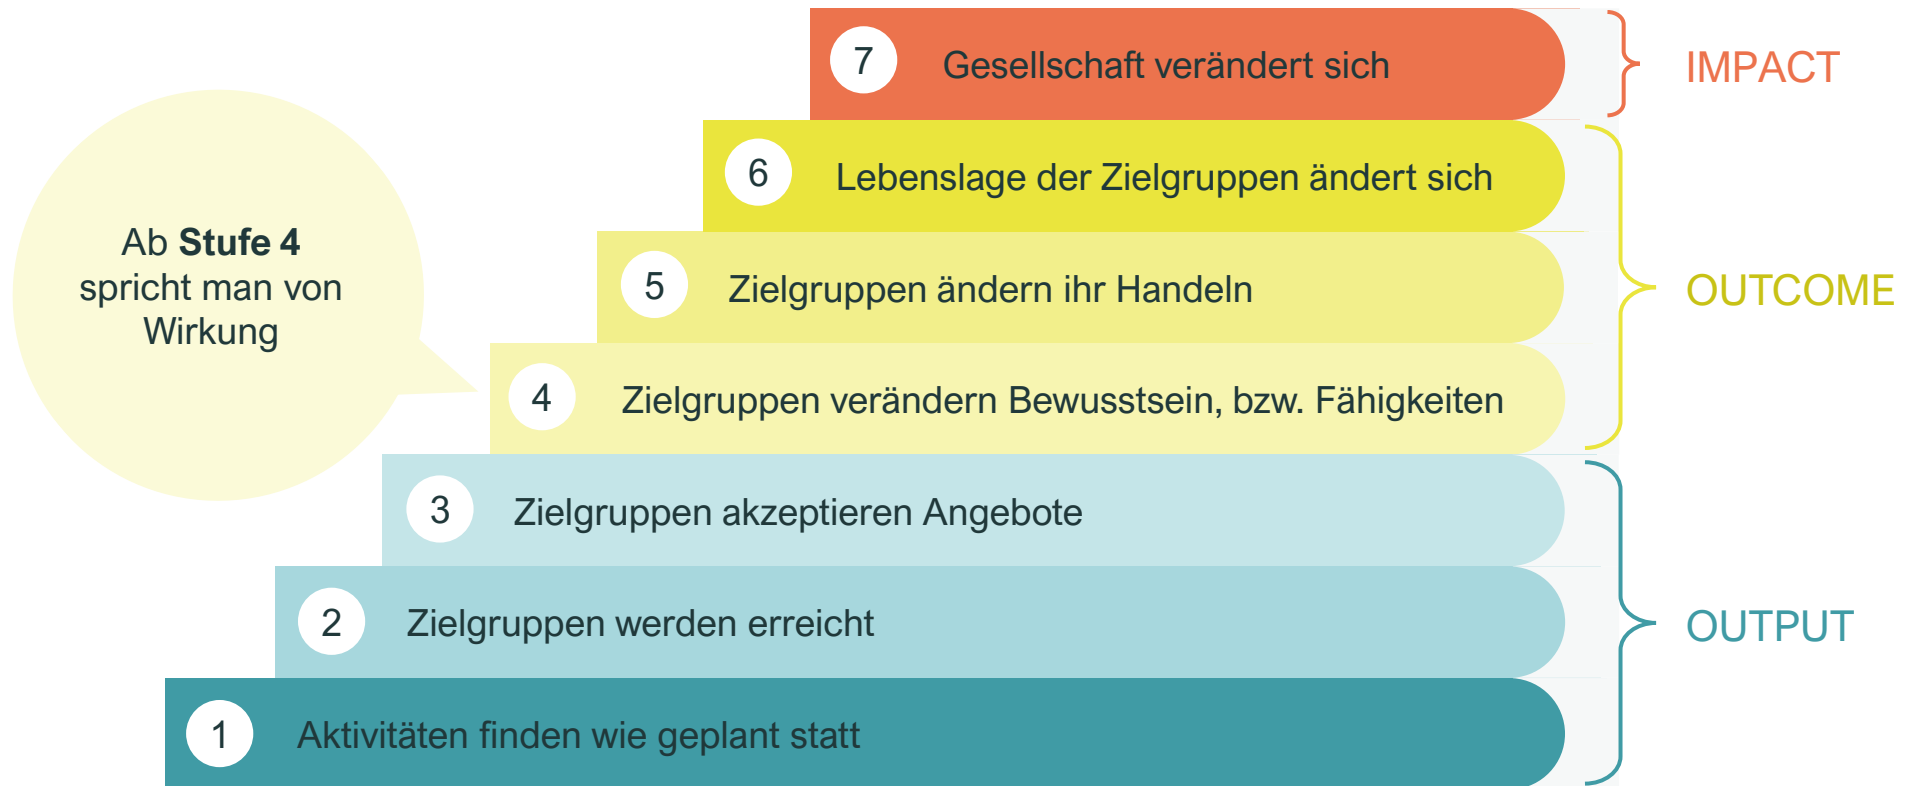 7 Gesellschaft verändert sich
IMPACT
6 Lebenslage der Zielgruppen ändert sich
5 Zielgruppen ändern ihr Handeln
OUTCOME
4 Zielgruppen verändern Bewusstsein, bzw. Fähigkeiten
Ab Stufe 4
spricht man von
Wirkung
3 Zielgruppen akzeptieren Angebote
2 Zielgruppen werden erreicht
OUTPUT
1 Aktivitäten finden wie geplant statt